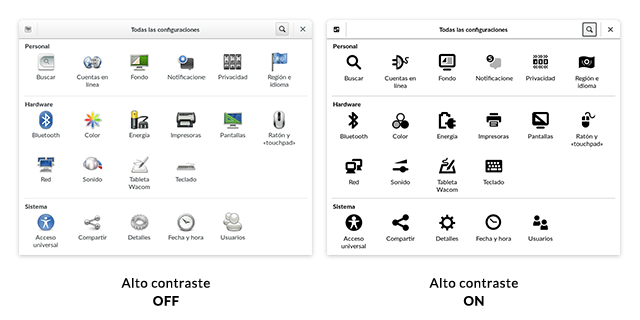 Todas las configuraciones
Personal
Buscar
Cuentas en
línea
Fondo
Notificacione
Privacidad
Región e
idioma
Hardware
Bluetooth
Color
Energía
Impresoras
Pantallas
Ratón y
«touchpad»
Red
Sonido
Tableta
Wacom
Teclado
Sistema
Acceso
universal
Compartir
Detalles
Fecha y hora
Usuarios
Alto contraste
OFF
Todas las configuraciones
Personal
Buscar
Cuentas en
línea
Fondo
Notificacione
Privacidad
Región e
idioma
Hardware
Bluetooth
Color
Energía
Impresoras
Pantallas
Ratón y
«touchpad»
Red
Sonido
Tableta
Wacom
Teclado
Sistema
Acceso
universal
Compartir
Detalles
Fecha y hora
Usuarios
Alto contraste
ON